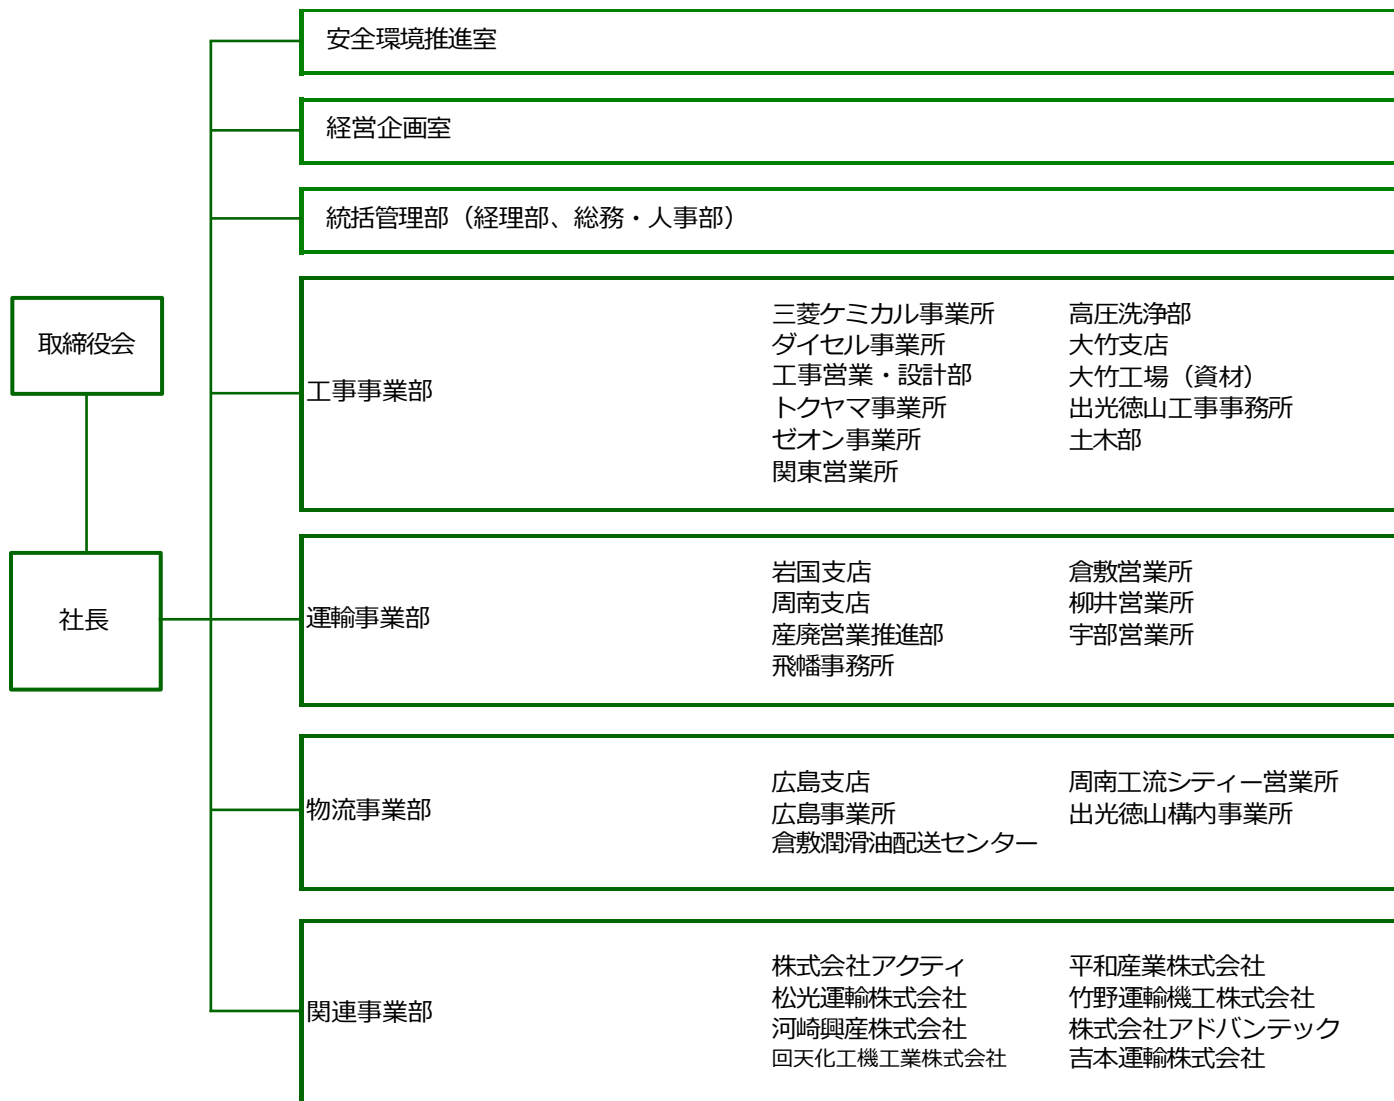 安全環境推進室
経営企画室
統括管理部（経理部、総務・人事部）
取締役会
社長
工事事業部
三菱ケミカル事業所
ダイセル事業所
工事営業・設計部
トクヤマ事業所
ゼオン事業所
関東営業所
高圧洗浄部
大竹支店
大竹工場（資材）
出光徳山工事事務所
土木部
運輸事業部
岩国支店
周南支店
産廃営業推進部
飛幡事務所
倉敷営業所
柳井営業所
宇部営業所
物流事業部
広島支店
広島事業所
倉敷潤滑油配送センター
周南工流シティー営業所
出光徳山構内事業所
関連事業部
株式会社アクティ
松光運輸株式会社
河崎興産株式会社
回天化工機工業株式会社
平和産業株式会社
竹野運輸機工株式会社
株式会社アドバンテック
吉本運輸株式会社